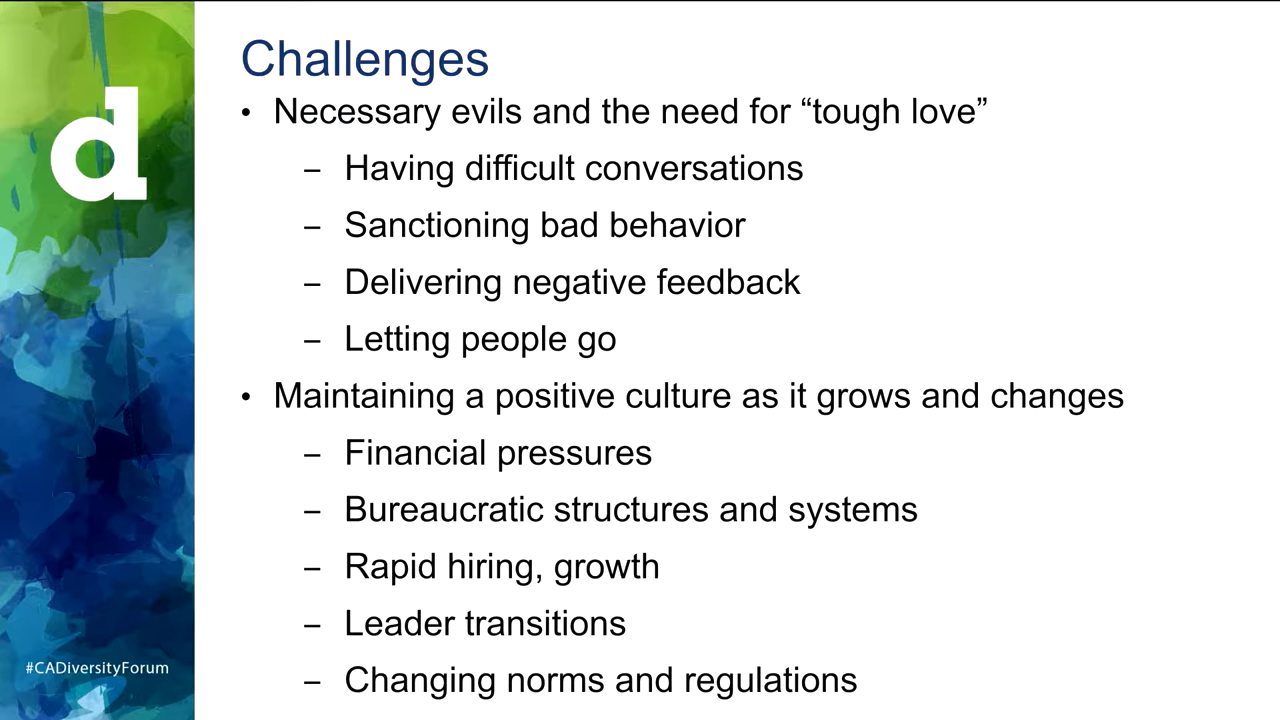 d
#CADiversityForum
Challenges
• Necessary evils and the need for “tough love”
– Having difficult conversations
– Sanctioning bad behavior
– Delivering negative feedback
– Letting people go
• Maintaining a positive culture as it grows and changes
– Financial pressures
– Bureaucratic structures and systems
– Rapid hiring, growth
– Leader transitions
– Changing norms and regulations